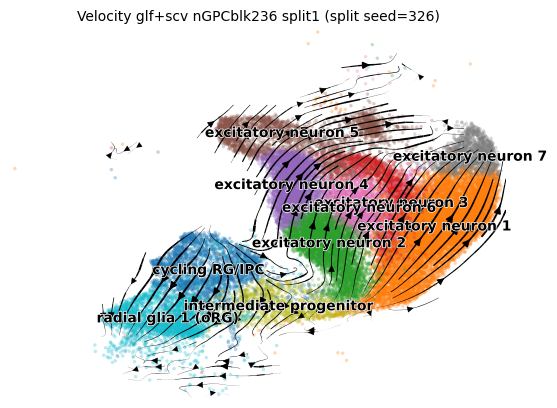 Velocity glf+scv nGPCblk236 split1 (split seed=326)
excitatory neuron 5
excitatory neuron 7
excitatory neuron 4
excitatory neuron 3
excitatory neuron 6
excitatory neuron 1
excitatory neuron 2
cycling RG/IPC
intermediate progenitor
radial glia 1 (oRG)